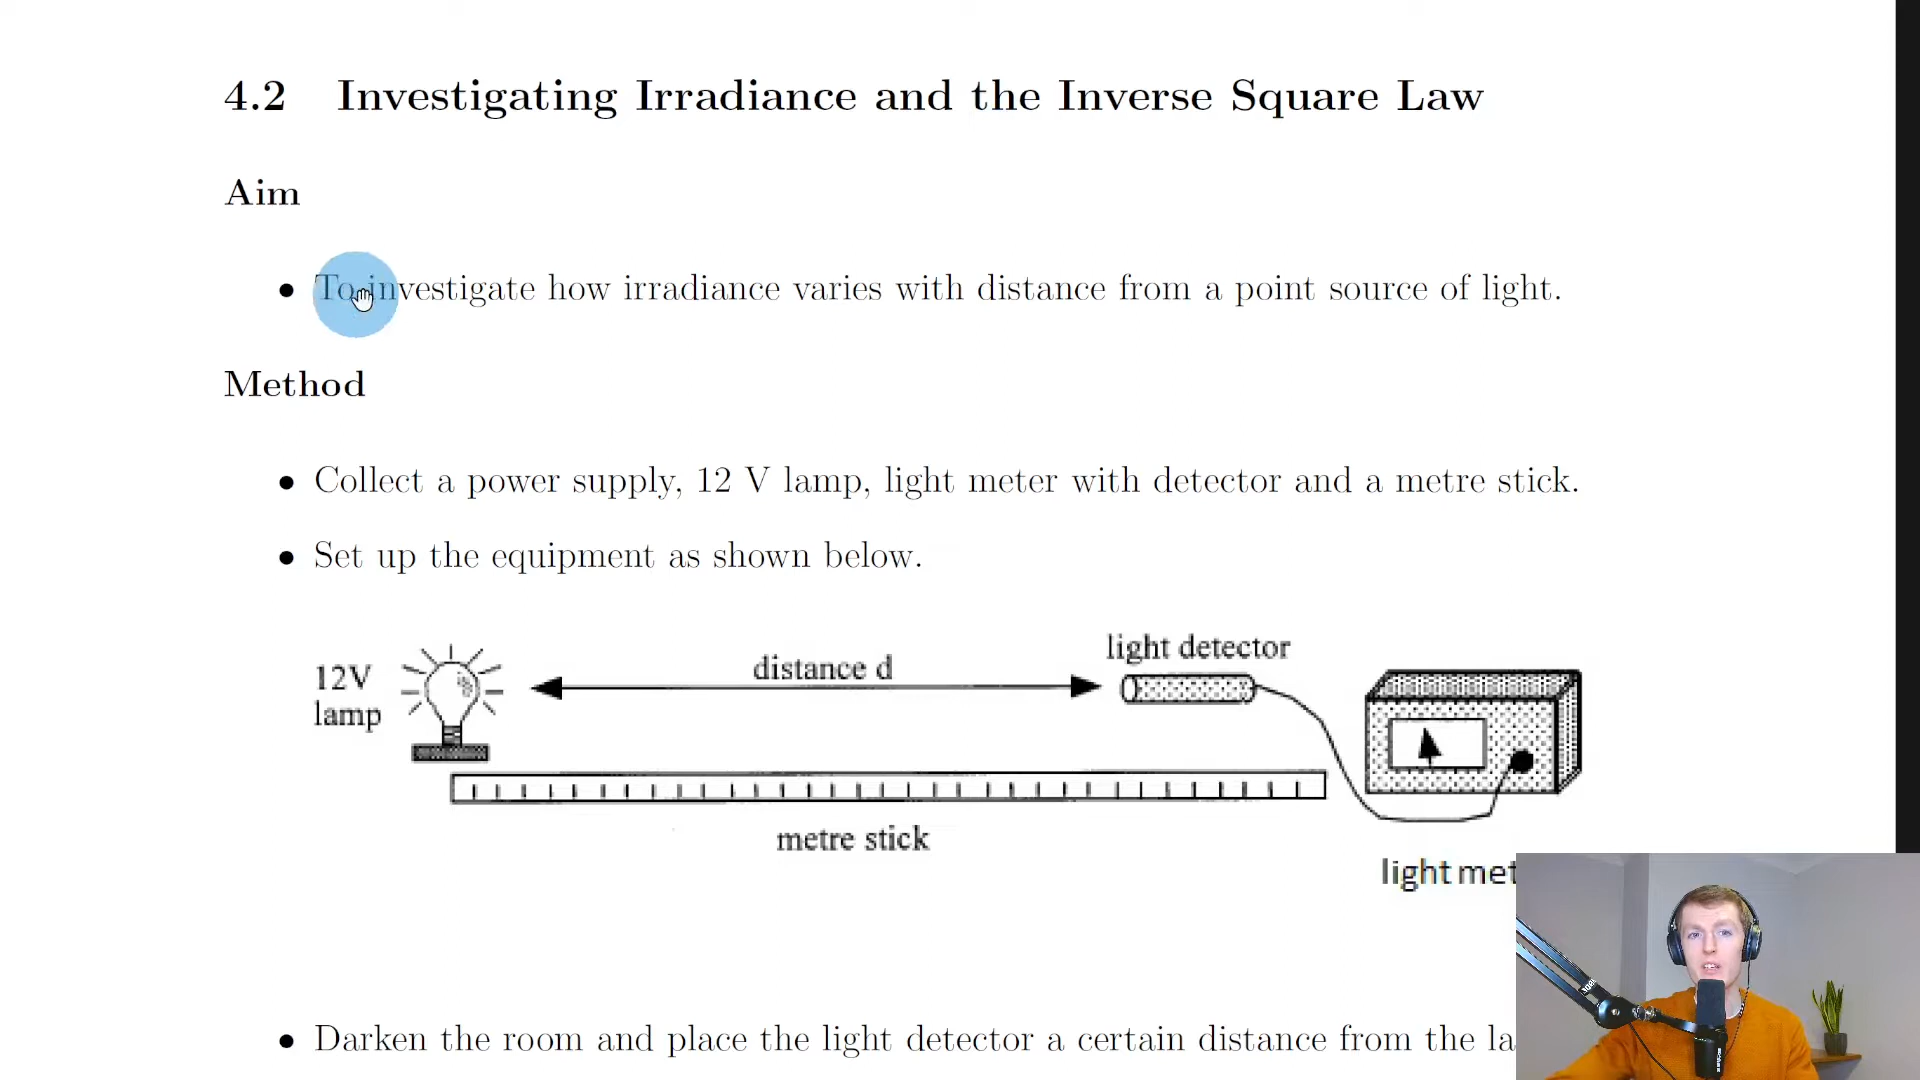 4.2 Investigating Irradiance and the Inverse Square Law
Aim
• To investigate how irradiance varies with distance from a point source of light.
Method
• Collect a power supply, 12 V lamp, light meter with detector and a metre stick.
• Set up the equipment as shown below.
12V
lamp
distance d
light detector
metre stick
light met
• Darken the room and place the light detector a certain distance from the la